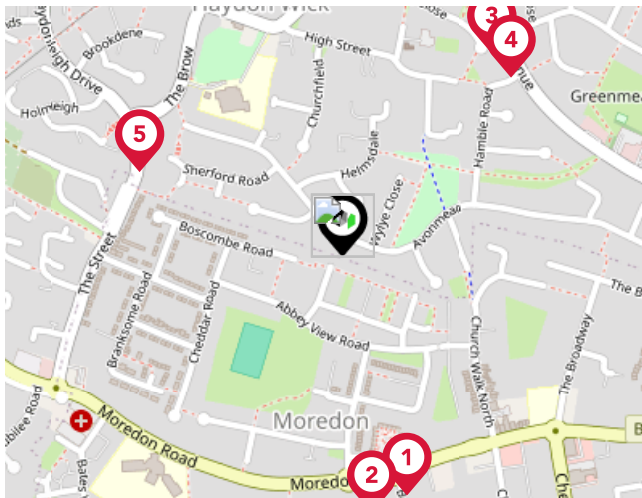 Haydon Wick
3
4
High Street
Brookdene
The Brow
Churchfield
Holmleigh
5
Hamble Road
Greenmea
Helmsdale
Sherford Road
Wylye Close
Avonmead
Boscombe Road
The Street
Branksome Road
Cheddar Road
Abbey View Road
The B
Church Walk North
The Broadway
Moredon
Moredon Road
B
1
2